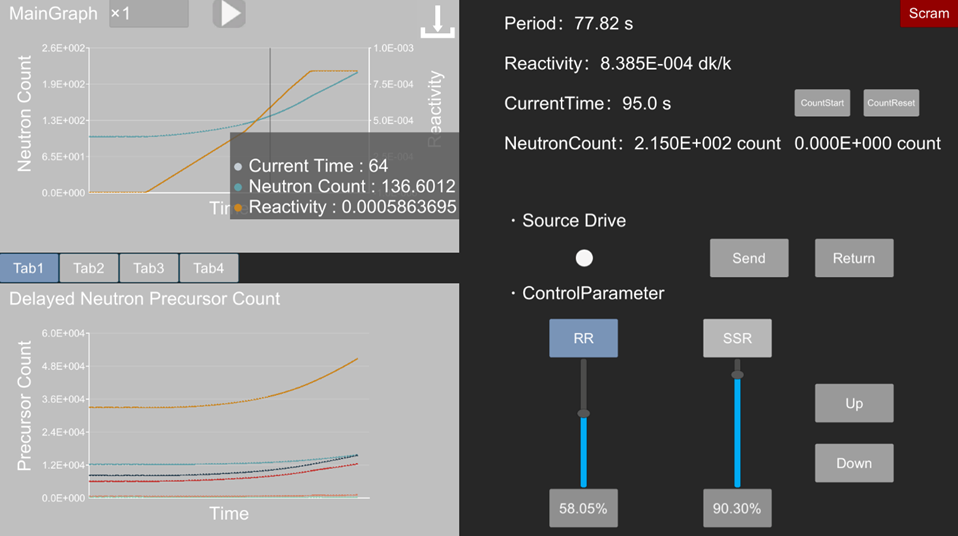 MainGraph ×1
2.6E+002
1.9E+002
1.3E+002
6.5E+001
0.0E+000
Neutron Count
1.0E-003
7.5E-004
5.0E-004
Reactivity
Time
Current Time : 64
Neutron Count : 136.6012
Reactivity : 0.0005863695
Tab1 Tab2 Tab3 Tab4
Delayed Neutron Precursor Count
6.0E+004
4.8E+004
3.6E+004
2.4E+004
1.2E+004
0.0E+000
Precursor Count
Time
Scram
Period: 77.82 s
Reactivity: 8.385E-004 dk/k
CurrentTime: 95.0 s
CountStart CountReset
NeutronCount: 2.150E+002 count 0.000E+000 count
・Source Drive
Send Return
・ControlParameter
RR SSR
Up
Down
58.05% 90.30%